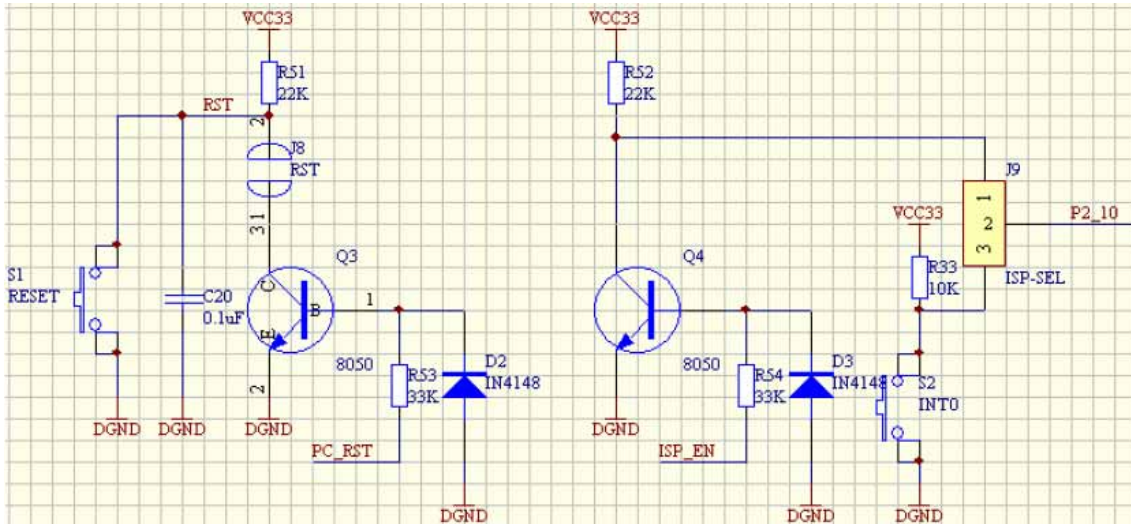 VCC33
VCC33
R51
22K
R52
22K
RST
2
J8
RST
J9
1
2
3
P2_10
3 1
VCC33
Q3
Q4
S1
RESET
C
R33
10K
ISP-SEL
C20
0.1uF
B
1
E
8050
R53
33K
D2
IN4148
8050
R54
33K
D3
IN4148
S2
INT0
2
DGND
DGND
DGND
DGND
PC_RST
ISP_EN
DGND
DGND
DGND